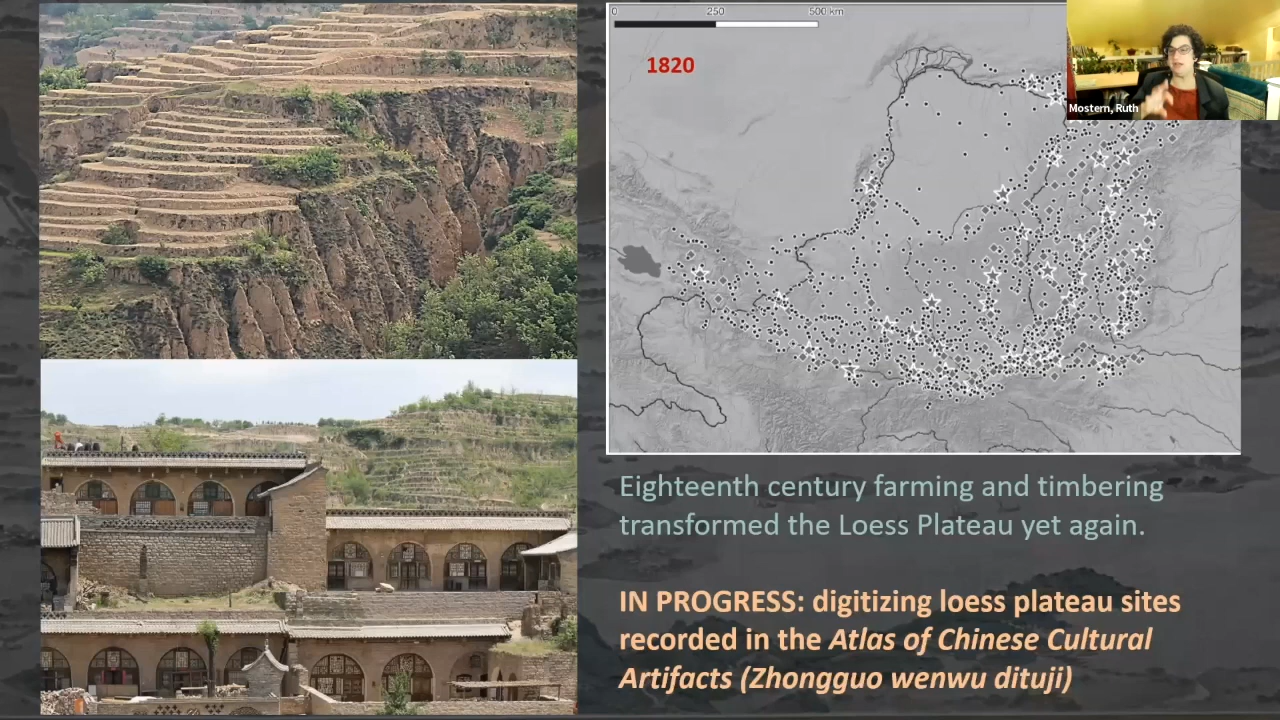 0 250 500 km
1820
Mostern, Ruth
Eighteenth century farming and timbering
transformed the Loess Plateau yet again.
IN PROGRESS: digitizing loess plateau sites
recorded in the Atlas of Chinese Cultural
Artifacts (Zhongguo wenwu dituji)